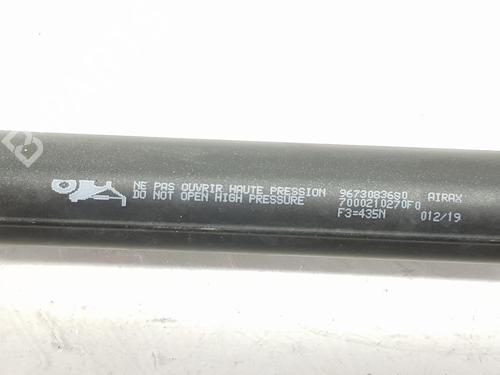 NE PAS OUVRIR HAUTE PRESSION 9673083680 AIRAX
DO NOT OPEN HIGH PRESSURE 7000210270F0
F3=435N 012/19